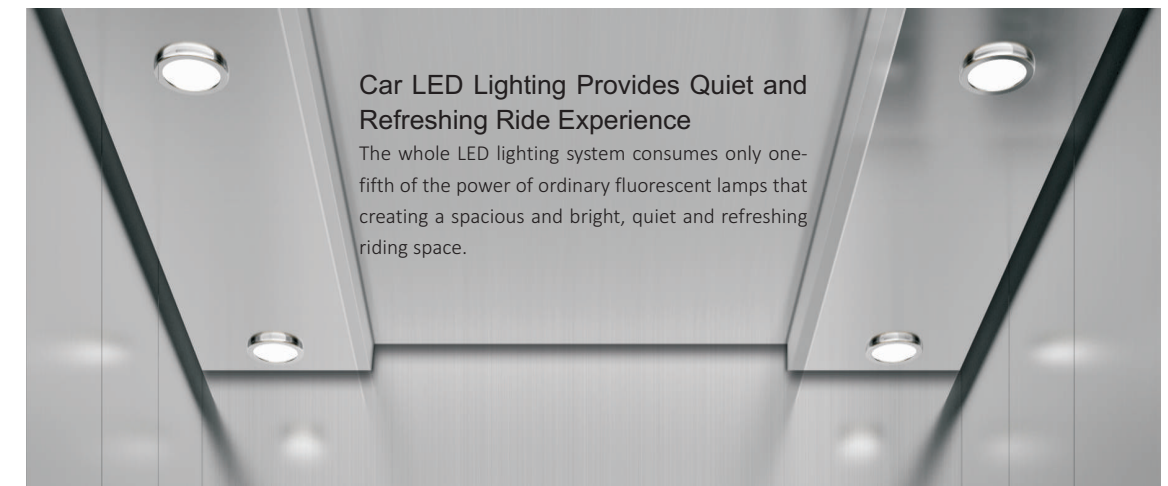 Car LED Lighting Provides Quiet and
Refreshing Ride Experience
The whole LED lighting system consumes only one-
fifth of the power of ordinary fluorescent lamps that
creating a spacious and bright, quiet and refreshing
riding space.